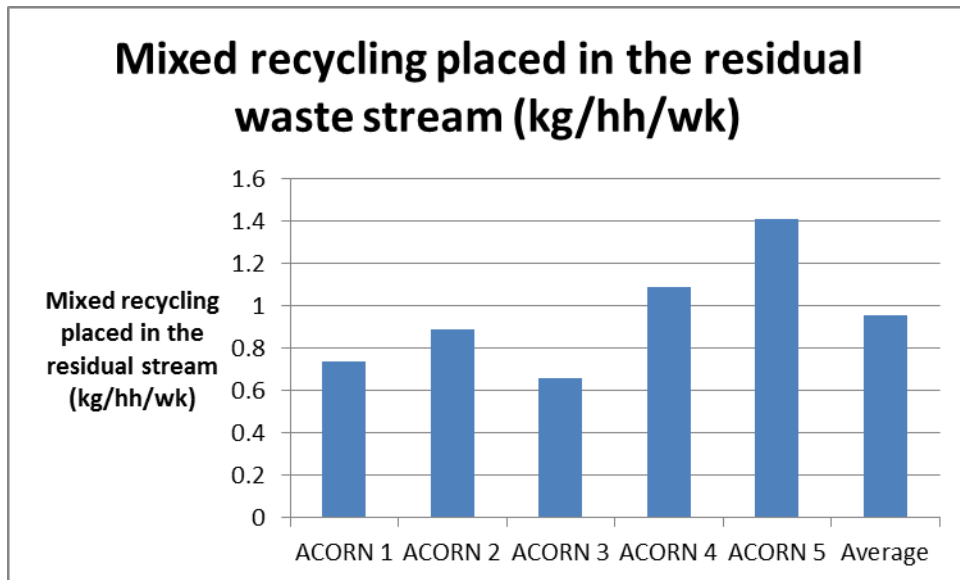 Mixed recycling placed in the residual
waste stream (kg/hh/wk)
Mixed recycling
placed in the
residual stream
(kg/hh/wk)
1.6
1.4
1.2
1
0.8
0.6
0.4
0.2
0
ACORN 1 ACORN 2 ACORN 3 ACORN 4 ACORN 5 Average